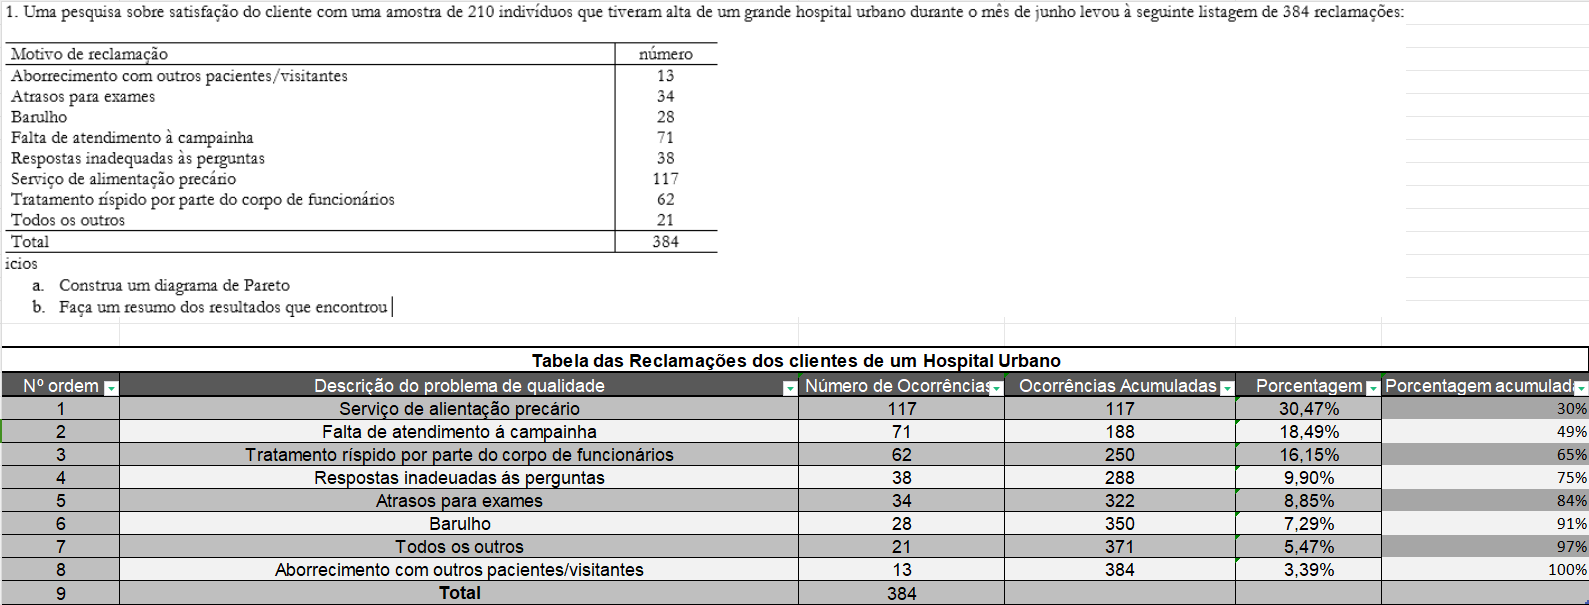 1. Uma pesquisa sobre satisfação do cliente com uma amostra de 210 indivíduos que tiveram alta de um grande hospital urbano durante o mês de junho levou à seguinte listagem de 384 reclamações:
Motivo de reclamação número
Aborrecimento com outros pacientes/visitantes 13
Atrasos para exames 34
Barulho 28
Falta de atendimento à campainha 71
Respostas inadequadas às perguntas 38
Serviço de alimentação precário 117
Tratamento ríspido por parte do corpo de funcionários 62
Todos os outros 21
Total 384
icios
a. Construa um diagrama de Pareto
b. Faça um resumo dos resultados que encontrou
Tabela das Reclamações dos clientes de um Hospital Urbano
Nº ordem Descrição do problema de qualidade Número de Ocorrências Ocorrências Acumuladas Porcentagem Porcentagem acumulad
1 Serviço de alientação precário 117 117 30,47% 30%
2 Falta de atendimento á campainha 71 188 18,49% 49%
3 Tratamento ríspido por parte do corpo de funcionários 62 250 16,15% 65%
4 Respostas inadeuadas ás perguntas 38 288 9,90% 75%
5 Atrasos para exames 34 322 8,85% 84%
6 Barulho 28 350 7,29% 91%
7 Todos os outros 21 371 5,47% 97%
8 Aborrecimento com outros pacientes/visitantes 13 384 3,39% 100%
9 Total 384